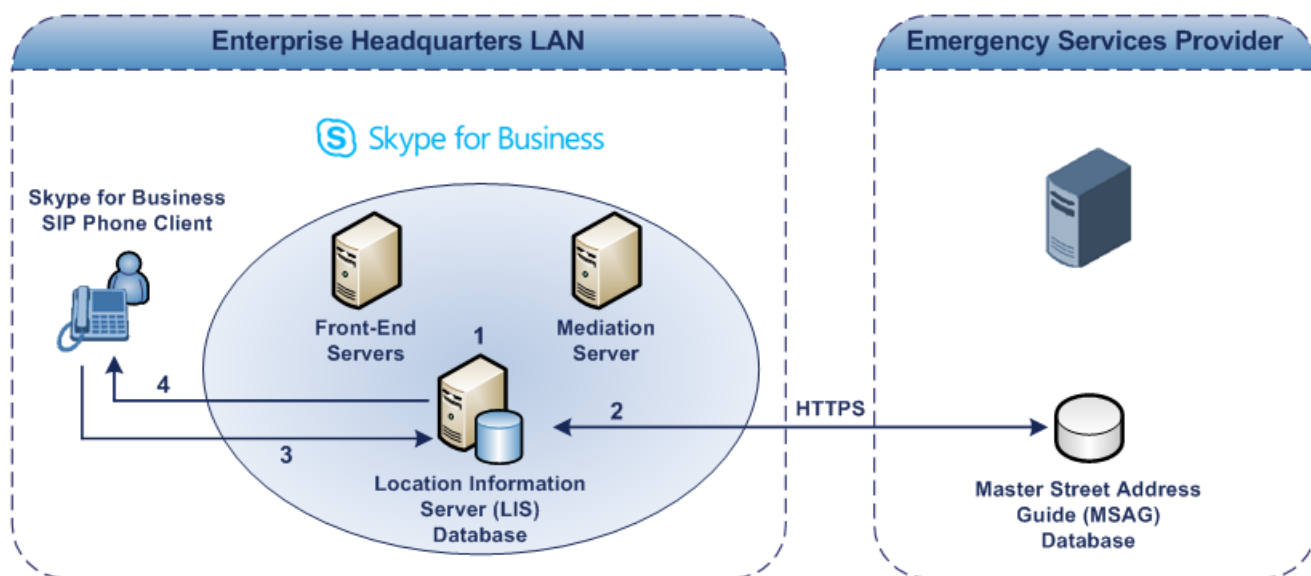 Enterprise Headquarters LAN
Emergency Services Provider
S Skype for Business
Skype for Business
SIP Phone Client
Front-End
Servers
Mediation
Server
1
4
2
HTTPS
3
Location Information
Server (LIS)
Database
Master Street Address
Guide (MSAG)
Database